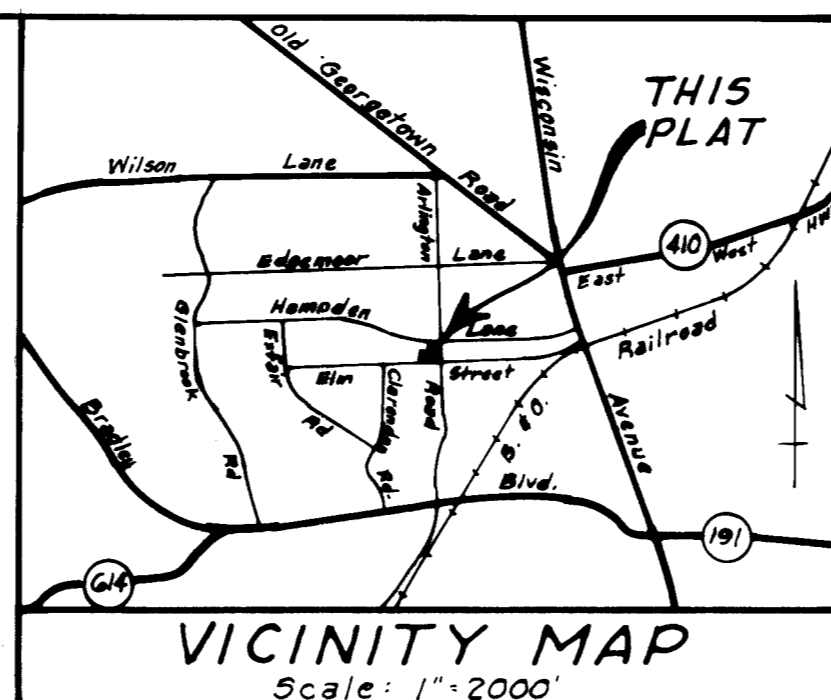 Old Georgetown Road
Wisconsin Avenue
THIS
PLAT
Wilson Lane
Arlington Road
Edgemoor Lane
410
East West HW
Hampden Lane
Glenbrook Rd
Exfair Rd
Elm Street
Clarendon Rd.
Railroad
B. & O.
Bradley Blvd.
191
614
VICINITY MAP
Scale: 1" = 2000'